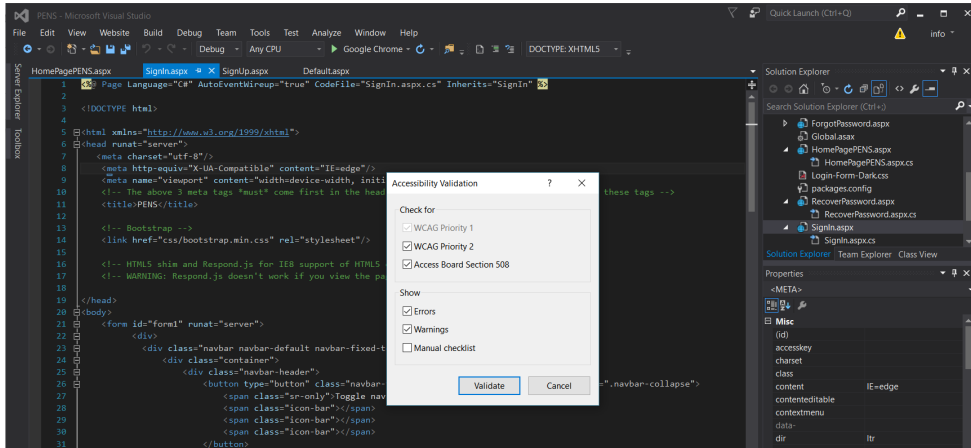 PENS - Microsoft Visual Studio
Quick Launch (Ctrl+Q)
File Edit View Website Build Debug Team Tools Test Analyze Window Help
info
Debug Any CPU Google Chrome DOCTYPE: XHTML5
Server Explorer
Toolbox
HomePagePENS.aspx SignIn.aspx SignUp.aspx Default.aspx
1 <%@ Page Language="C#" AutoEventWireup="true" CodeFile="SignIn.aspx.cs" Inherits="SignIn" %>
2
3 <!DOCTYPE html>
4
5 <html xmlns="http://www.w3.org/1999/xhtml">
6 <head runat="server">
7 <meta charset="utf-8"/>
8 <meta http-equiv="X-UA-Compatible" content="IE=edge"/>
9 <meta name="viewport" content="width=device-width, initi
10 <!-- The above 3 meta tags *must* come first in the head these tags -->
11 <title>PENS</title>
12
13 <!-- Bootstrap -->
14 <link href="css/bootstrap.min.css" rel="stylesheet"/>
15
16 <!-- HTML5 shim and Respond.js for IE8 support of HTML5
17 <!-- WARNING: Respond.js doesn't work if you view the pa
18
19 </head>
20 <body>
21 <form id="form1" runat="server">
22 <div>
23 <div class="navbar navbar-default navbar-fixed-t
24 <div class="container">
25 <div class="navbar-header">
26 <button type="button" class="navbar- =".navbar-collapse">
27 <span class="sr-only">Toggle nav
28 <span class="icon-bar"></span>
29 <span class="icon-bar"></span>
30 <span class="icon-bar"></span>
31 </button>
Accessibility Validation ?
Check for
WCAG Priority 1
WCAG Priority 2
Access Board Section 508
Show
Errors
Warnings
Manual checklist
Validate Cancel
Solution Explorer
Search Solution Explorer (Ctrl+;)
ForgotPassword.aspx
Global.asax
HomePagePENS.aspx
HomePagePENS.aspx.cs
Login-Form-Dark.css
packages.config
RecoverPassword.aspx
RecoverPassword.aspx.cs
SignIn.aspx
SignIn.aspx.cs
Solution Explorer Team Explorer Class View
Properties
<META>
Misc
(id)
accesskey
charset
class
content IE=edge
contenteditable
contextmenu
data-
dir ltr